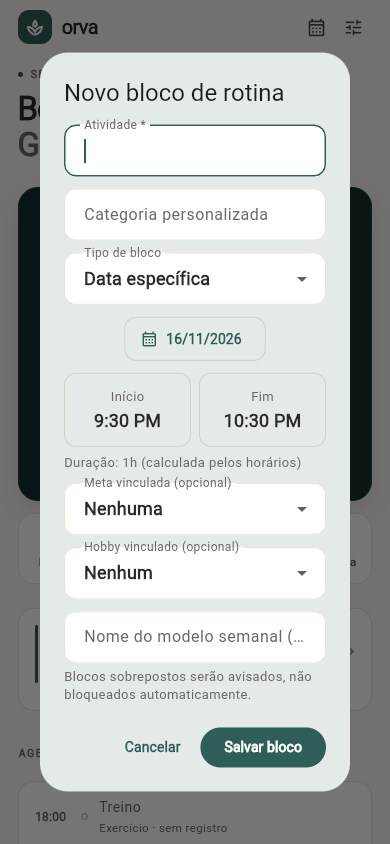 orva
Novo bloco de rotina
Atividade *
Categoria personalizada
Tipo de bloco
Data específica
16/11/2026
Início
Fim
9:30 PM
10:30 PM
Duração: 1h (calculada pelos horários)
Meta vinculada (opcional)
Nenhuma
Hobby vinculado (opcional)
Nenhum
Nome do modelo semanal (…
Blocos sobrepostos serão avisados, não
bloqueados automaticamente.
Cancelar
Salvar bloco
18:00
Treino
Exercício · sem registro